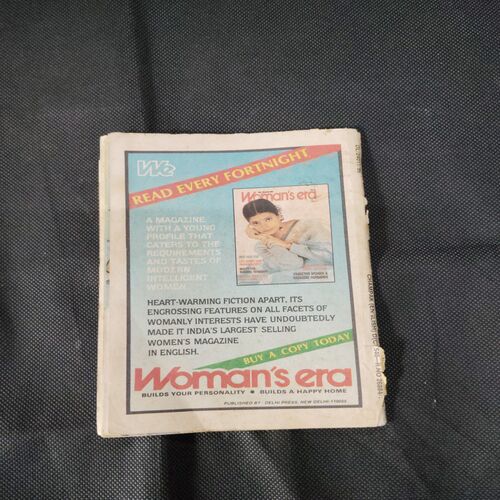 We
READ EVERY FORTNIGHT
Woman's era
A MAGAZINE
WITH A YOUNG
PROFILE THAT
CATERS TO THE
REQUIREMENTS
AND TASTES OF
MODERN
INTELLIGENT
WOMEN
HEART-WARMING FICTION APART, ITS
ENGROSSING FEATURES ON ALL FACETS OF
WOMANLY INTERESTS HAVE UNDOUBTEDLY
MADE IT INDIA'S LARGEST SELLING
WOMEN'S MAGAZINE
IN ENGLISH.
BUY A COPY TODAY
Woman's era
BUILDS YOUR PERSONALITY • BUILDS A HAPPY HOME
PUBLISHED BY : DELHI PRESS, NEW DELHI-110055